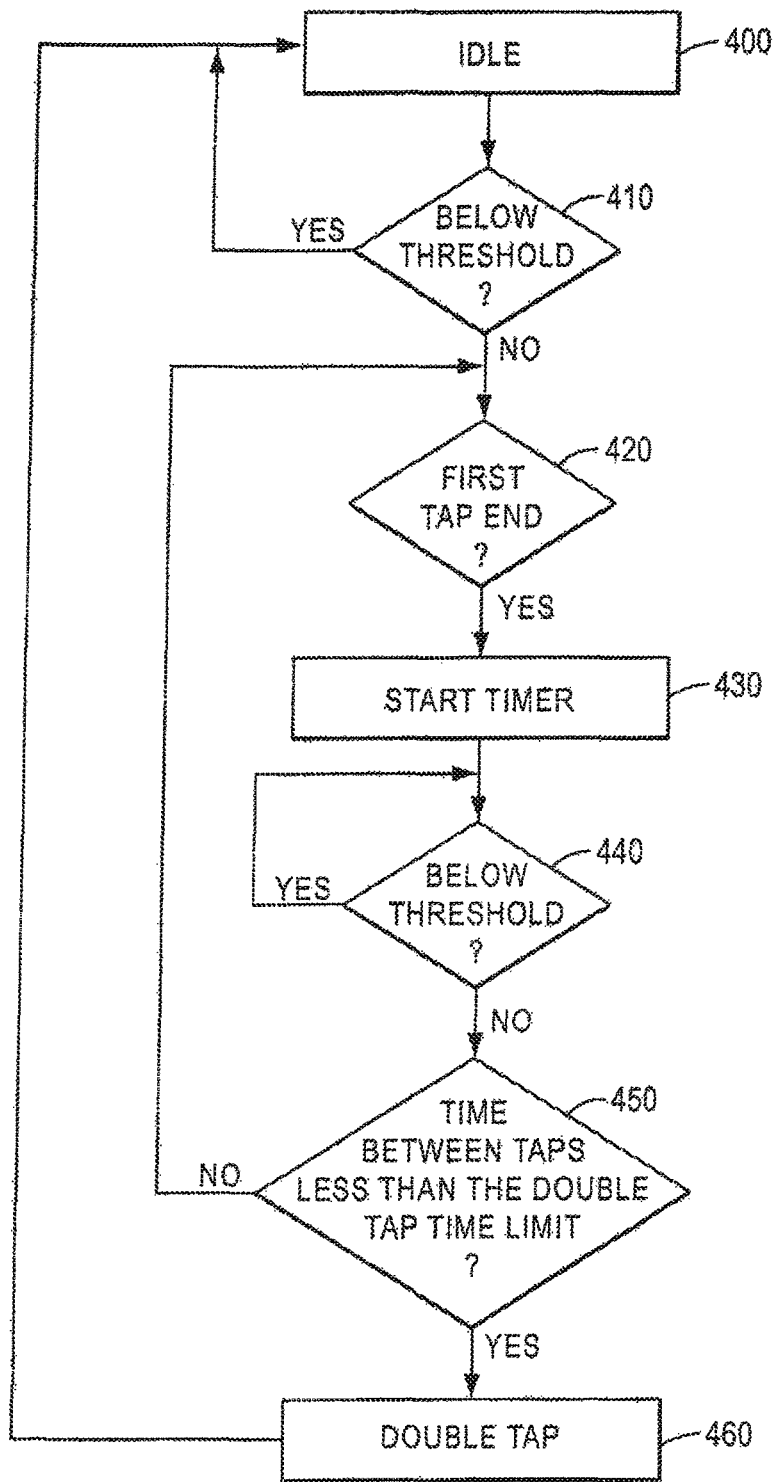 IDLE
400
BELOW
THRESHOLD
?
410
YES
NO
FIRST
TAP END
?
420
YES
START TIMER
430
BELOW
THRESHOLD
?
440
YES
NO
TIME
BETWEEN TAPS
LESS THAN THE DOUBLE
TAP TIME LIMIT
?
450
NO
YES
DOUBLE TAP
460